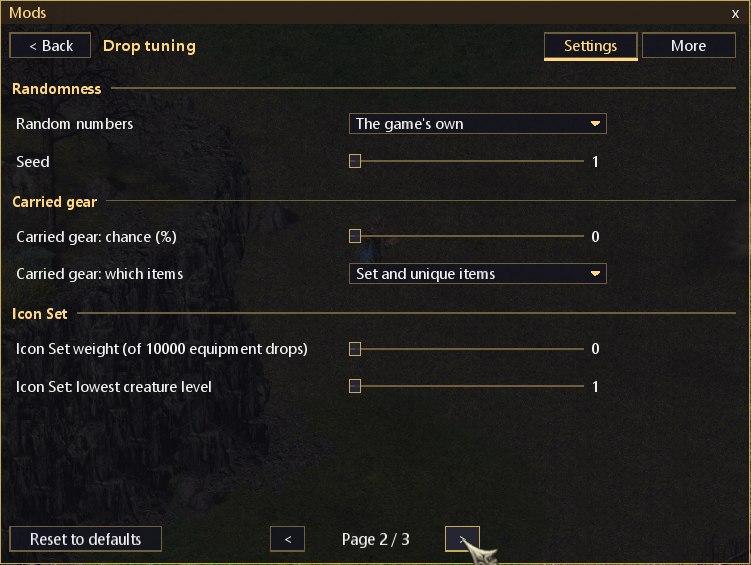 Mods x
< Back Drop tuning Settings More
Randomness
Random numbers The game's own
Seed 1
Carried gear
Carried gear: chance (%) 0
Carried gear: which items Set and unique items
Icon Set
Icon Set weight (of 10000 equipment drops) 0
Icon Set: lowest creature level 1
Reset to defaults < Page 2 / 3 >